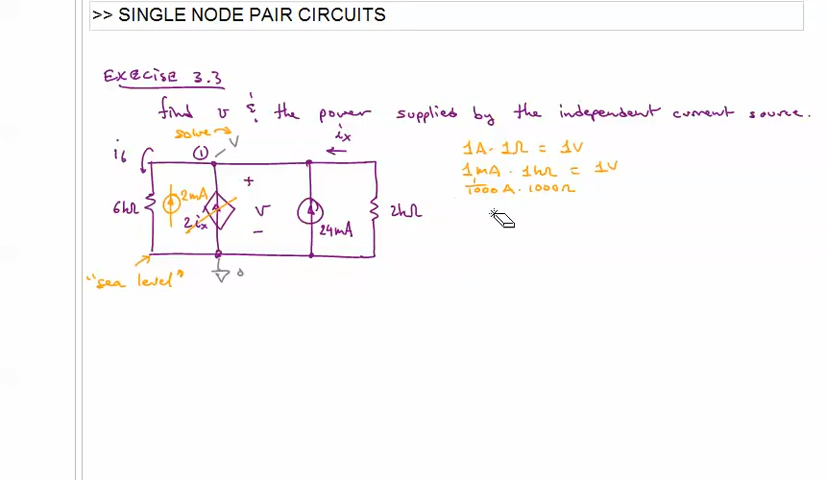 >> SINGLE NODE PAIR CIRCUITS
Execise 3.3
find v & the power supplied by the independent current source.
solve → V
i6
1
ix
+
6kΩ
2mA
2ix
v
-
24mA
2kΩ
"sea level"
0
1A · 1Ω = 1V
1mA · 1kΩ = 1V
1/1000 A · 1000Ω